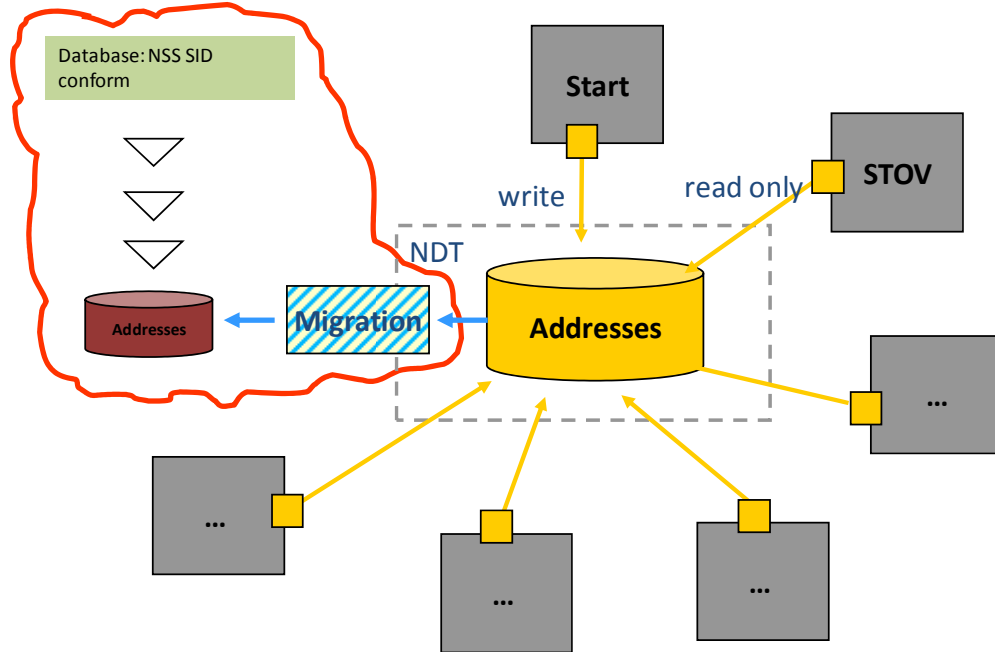 Database: NSS SID
conform
Start
write
read only
STOV
NDT
Addresses
Migration
Addresses
...
...
...
...